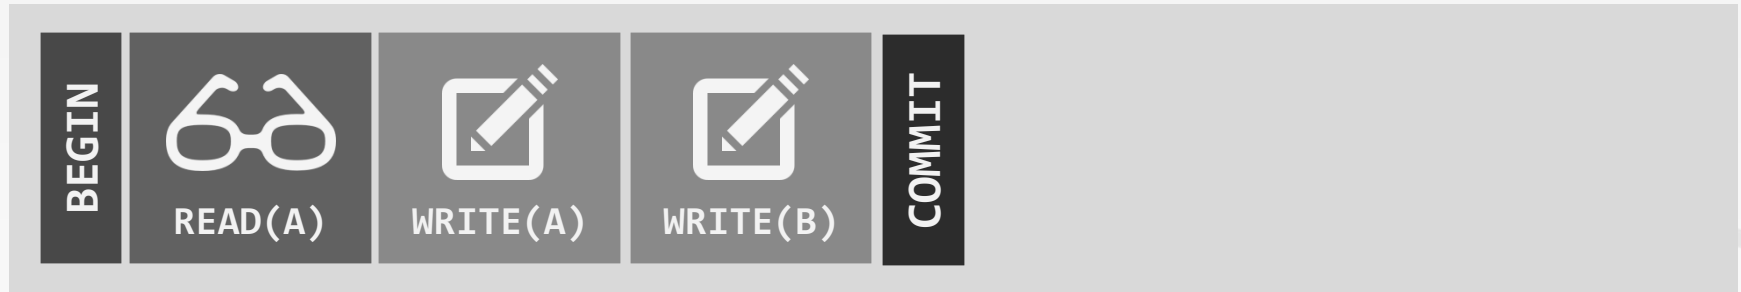 BEGIN
READ(A)
WRITE(A)
WRITE(B)
COMMIT